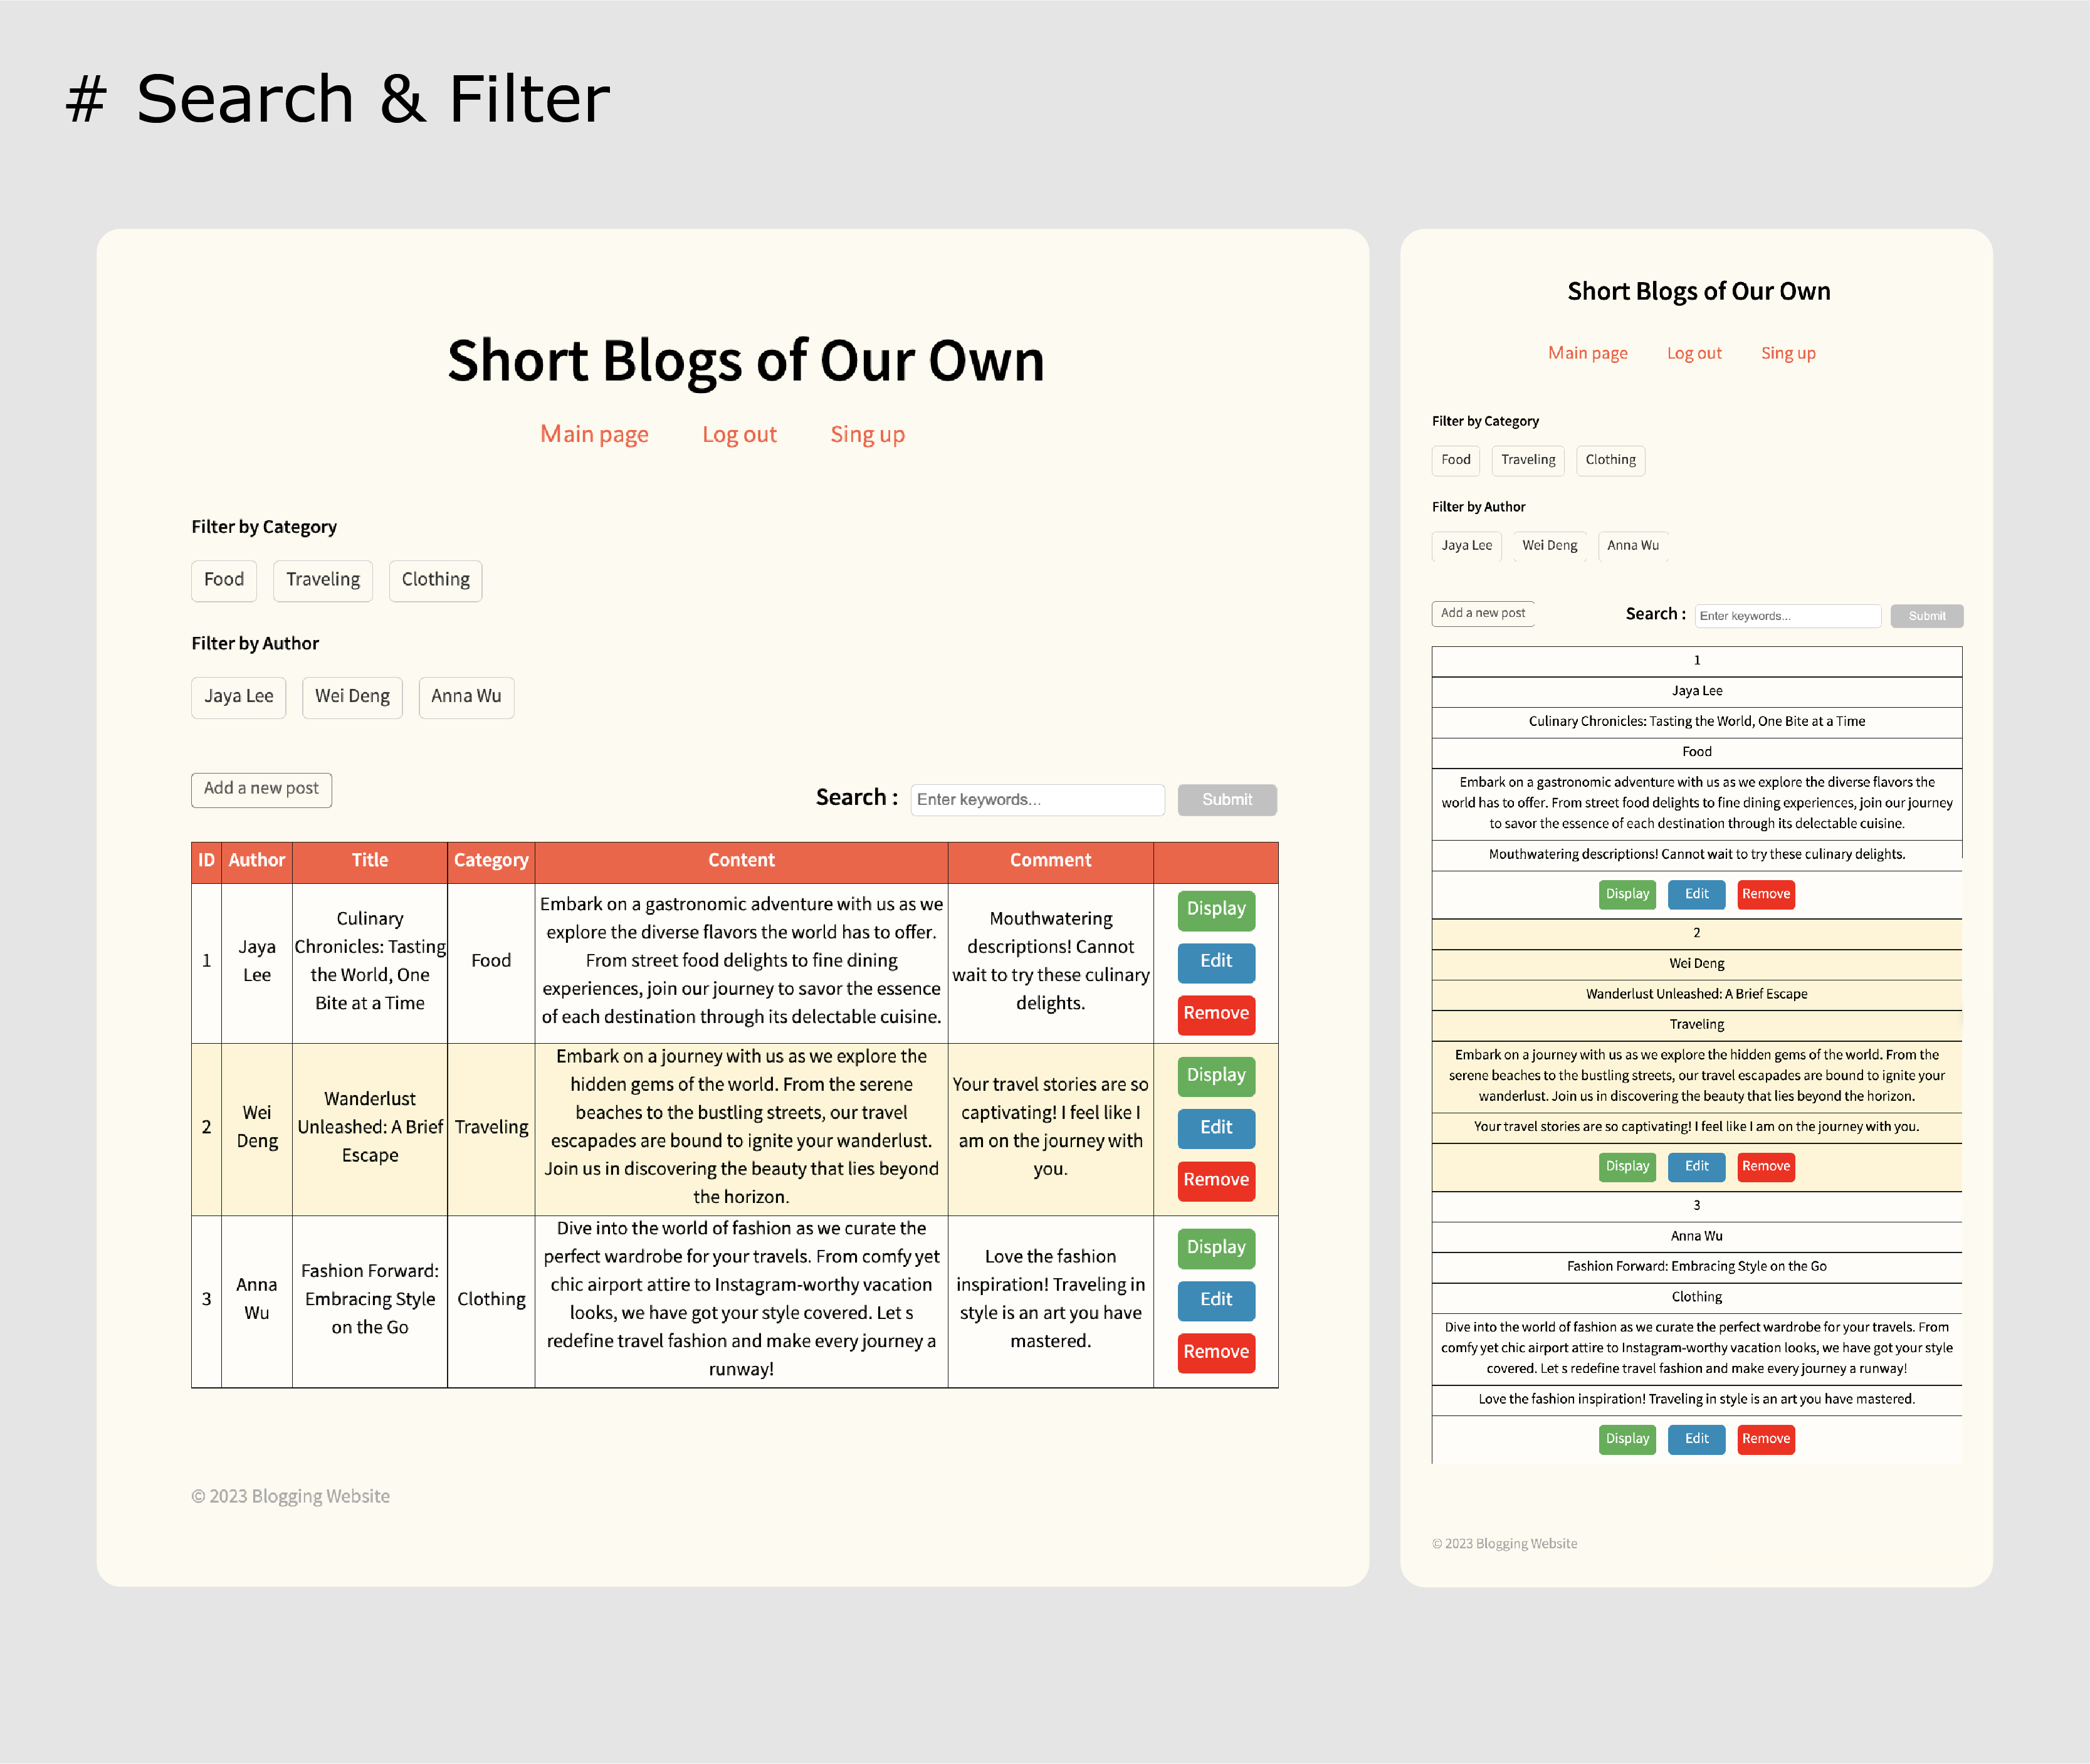 # Search & Filter
Short Blogs of Our Own
Main page Log out Sing up
Filter by Category
Food Traveling Clothing
Filter by Author
Jaya Lee Wei Deng Anna Wu
Add a new post Search : Enter keywords... Submit
ID Author Title Category Content Comment
1
Jaya
Lee
Culinary
Chronicles: Tasting
the World, One
Bite at a Time
Food
Embark on a gastronomic adventure with us as we
explore the diverse flavors the world has to offer.
From street food delights to fine dining
experiences, join our journey to savor the essence
of each destination through its delectable cuisine.
Mouthwatering
descriptions! Cannot
wait to try these culinary
delights.
Display
Edit
Remove
2
Wei
Deng
Wanderlust
Unleashed: A Brief
Escape
Traveling
Embark on a journey with us as we explore the
hidden gems of the world. From the serene
beaches to the bustling streets, our travel
escapades are bound to ignite your wanderlust.
Join us in discovering the beauty that lies beyond
the horizon.
Your travel stories are so
captivating! I feel like I
am on the journey with
you.
Display
Edit
Remove
3
Anna
Wu
Fashion Forward:
Embracing Style
on the Go
Clothing
Dive into the world of fashion as we curate the
perfect wardrobe for your travels. From comfy yet
chic airport attire to Instagram-worthy vacation
looks, we have got your style covered. Let s
redefine travel fashion and make every journey a
runway!
Love the fashion
inspiration! Traveling in
style is an art you have
mastered.
Display
Edit
Remove
© 2023 Blogging Website
Short Blogs of Our Own
Main page Log out Sing up
Filter by Category
Food Traveling Clothing
Filter by Author
Jaya Lee Wei Deng Anna Wu
Add a new post Search : Enter keywords... Submit
1
Jaya Lee
Culinary Chronicles: Tasting the World, One Bite at a Time
Food
Embark on a gastronomic adventure with us as we explore the diverse flavors the
world has to offer. From street food delights to fine dining experiences, join our journey
to savor the essence of each destination through its delectable cuisine.
Mouthwatering descriptions! Cannot wait to try these culinary delights.
Display Edit Remove
2
Wei Deng
Wanderlust Unleashed: A Brief Escape
Traveling
Embark on a journey with us as we explore the hidden gems of the world. From the
serene beaches to the bustling streets, our travel escapades are bound to ignite your
wanderlust. Join us in discovering the beauty that lies beyond the horizon.
Your travel stories are so captivating! I feel like I am on the journey with you.
Display Edit Remove
3
Anna Wu
Fashion Forward: Embracing Style on the Go
Clothing
Dive into the world of fashion as we curate the perfect wardrobe for your travels. From
comfy yet chic airport attire to Instagram-worthy vacation looks, we have got your style
covered. Let s redefine travel fashion and make every journey a runway!
Love the fashion inspiration! Traveling in style is an art you have mastered.
Display Edit Remove
© 2023 Blogging Website